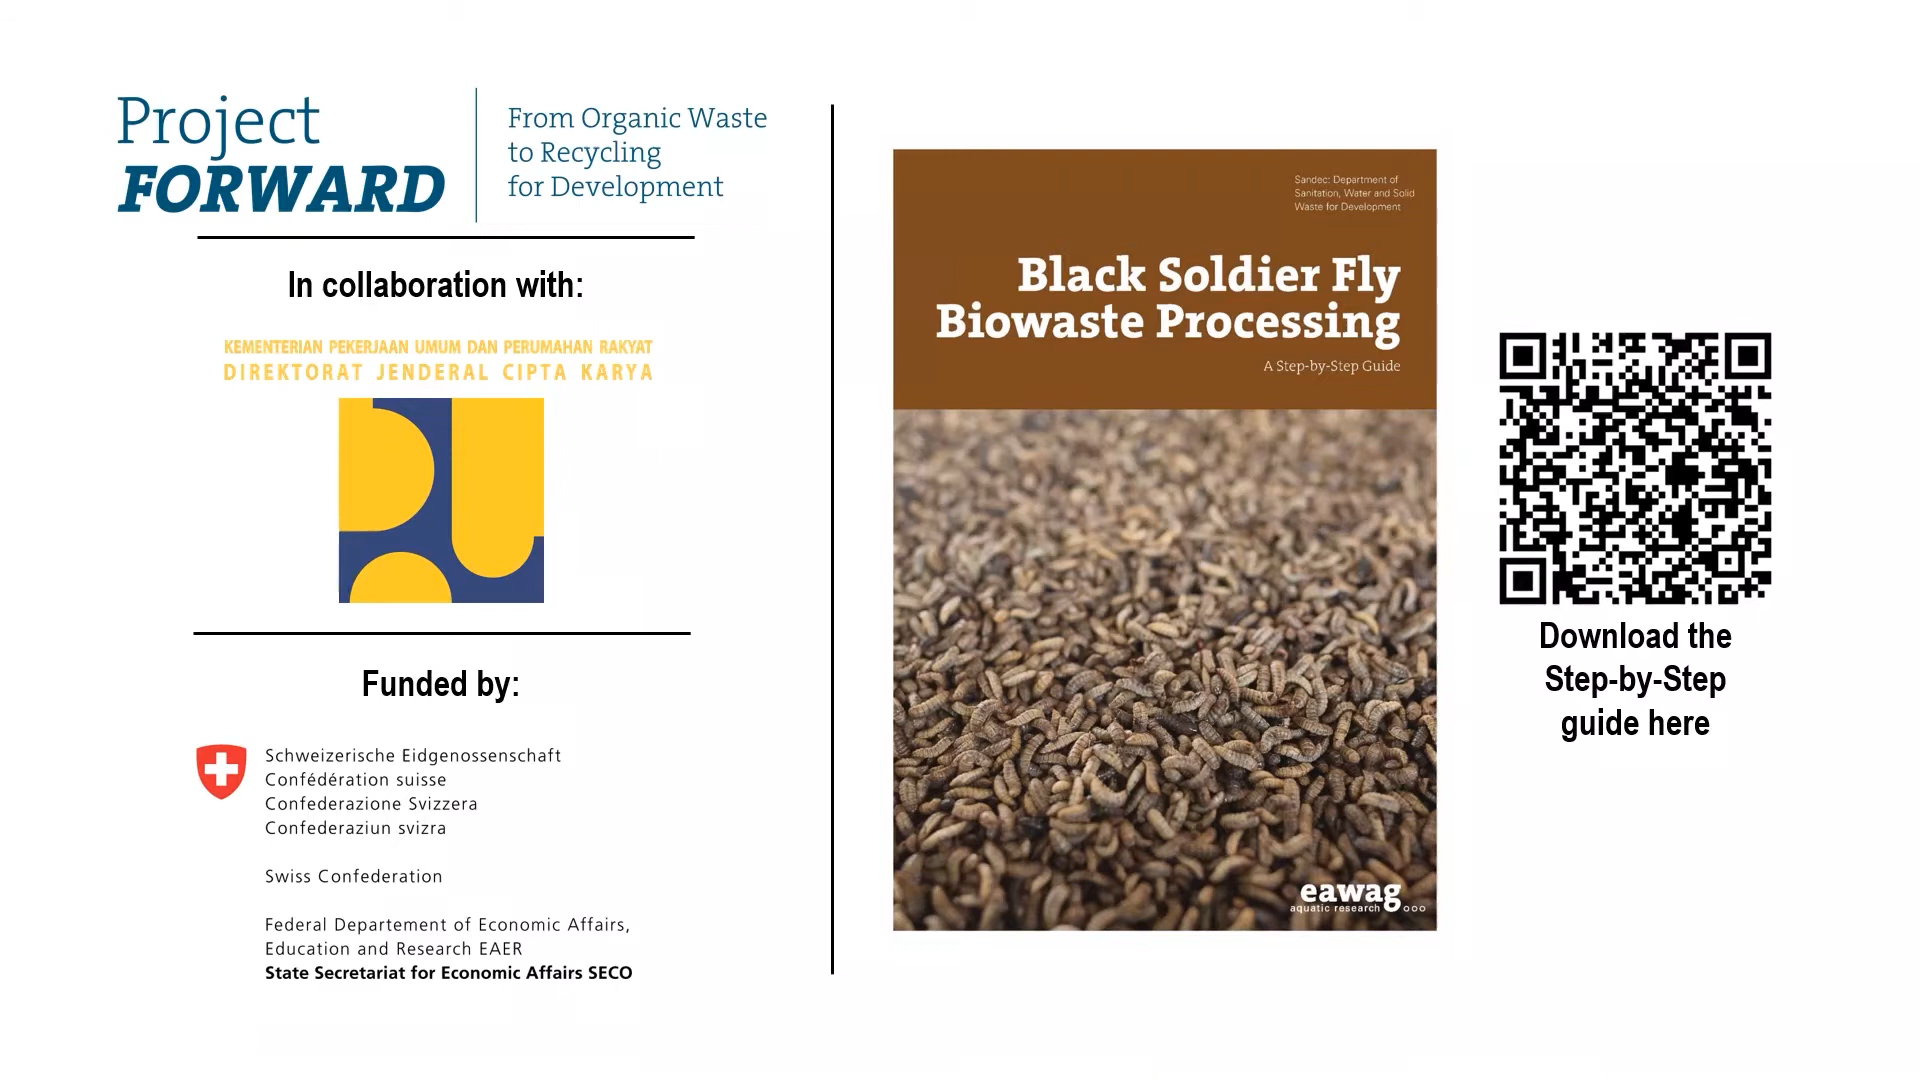 Project
FORWARD
From Organic Waste
to Recycling
for Development
In collaboration with:
KEMENTERIAN PEKERJAAN UMUM DAN PERUMAHAN RAKYAT
DIREKTORAT JENDERAL CIPTA KARYA
Funded by:
Schweizerische Eidgenossenschaft
Confédération suisse
Confederazione Svizzera
Confederaziun svizra
Swiss Confederation
Federal Departement of Economic Affairs,
Education and Research EAER
State Secretariat for Economic Affairs SECO
Sandec: Department of
Sanitation, Water and Solid
Waste for Development
Black Soldier Fly
Biowaste Processing
A Step-by-Step Guide
eawag
aquatic research
Download the
Step-by-Step
guide here